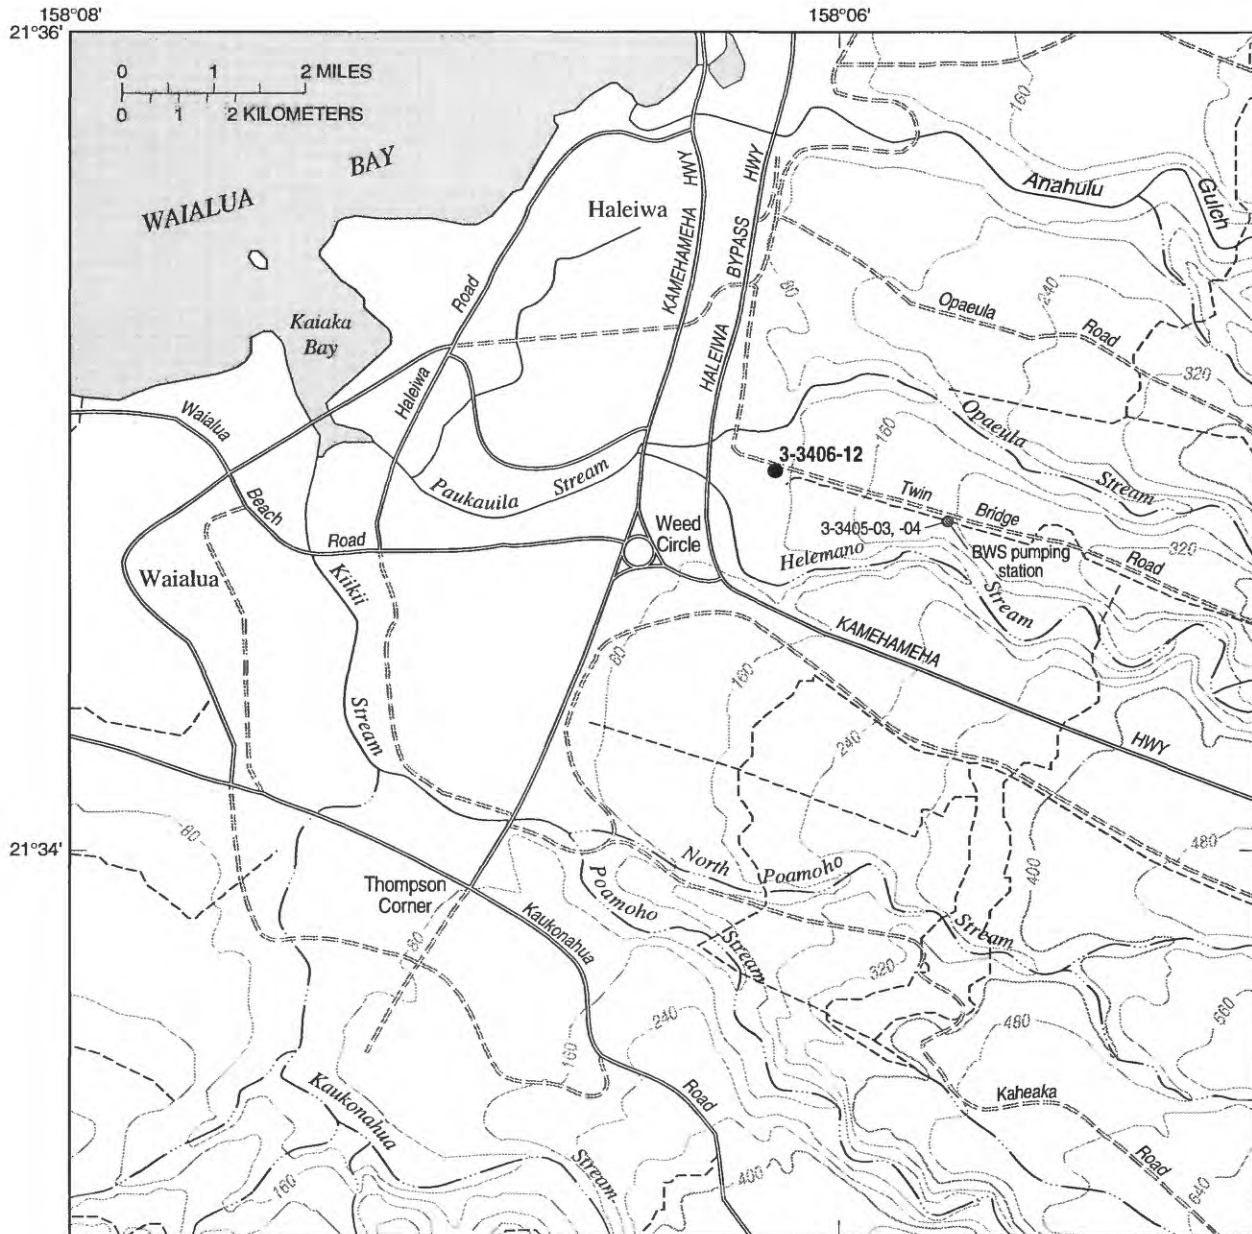 158°08'
158°06'
21°36'
0 1 2 MILES
0 1 2 KILOMETERS
160
BAY
WAIALUA
HWY
HWY
Anahulu
Gulch
Haleiwa
KAMEHAMEHA
BYPASS
Road
80
240
Opaeula
Road
Kaiaka
Bay
HALEIWA
Haleiwa
320
Waialua
160
Opaeula
Stream
3-3406-12
Paukauila
Stream
Twin
Bridge
Road
Beach
Road
Weed
Circle
3-3405-03, -04
BWS pumping
station
320
Helemano
Stream
Waialua
Kiikii
Stream
KAMEHAMEHA
HWY
80
160
240
80
21°34'
480
400
North
Poamoho
Stream
Thompson
Corner
Poamoho
Stream
Kaukonahua
80
320
480
560
240
160
Kaukonahua
Stream
Road
Kaheaka
Road
160
400
640